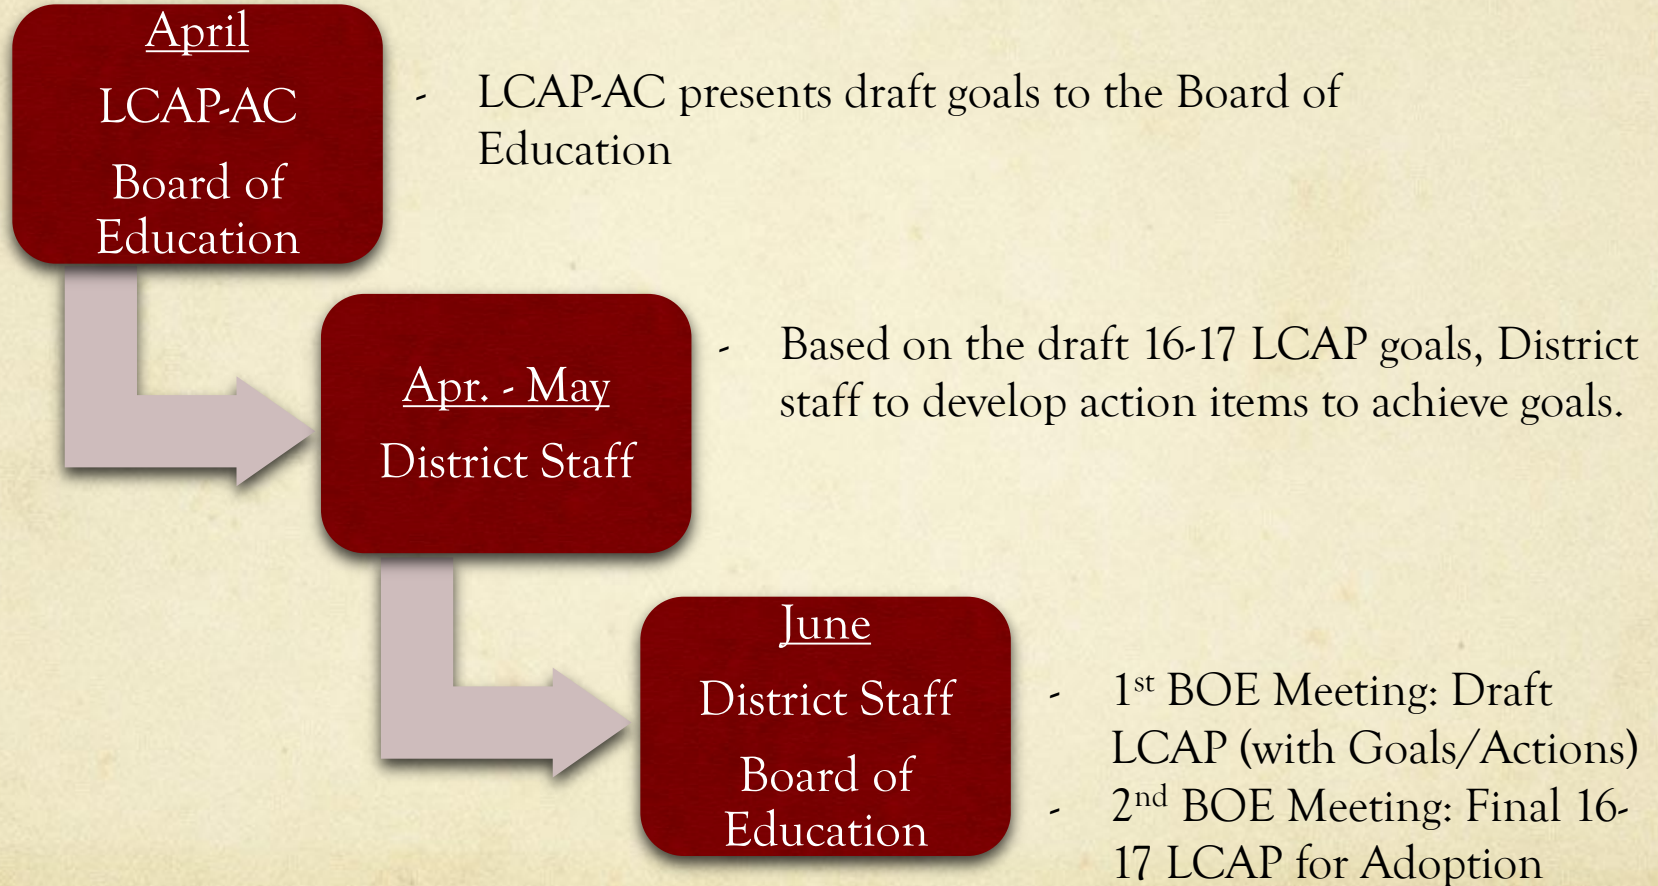 April
LCAP-AC
Board of
Education
- LCAP-AC presents draft goals to the Board of
Education
Apr. - May
District Staff
- Based on the draft 16-17 LCAP goals, District
staff to develop action items to achieve goals.
June
District Staff
Board of
Education
- 1st BOE Meeting: Draft
LCAP (with Goals/Actions)
- 2nd BOE Meeting: Final 16-
17 LCAP for Adoption